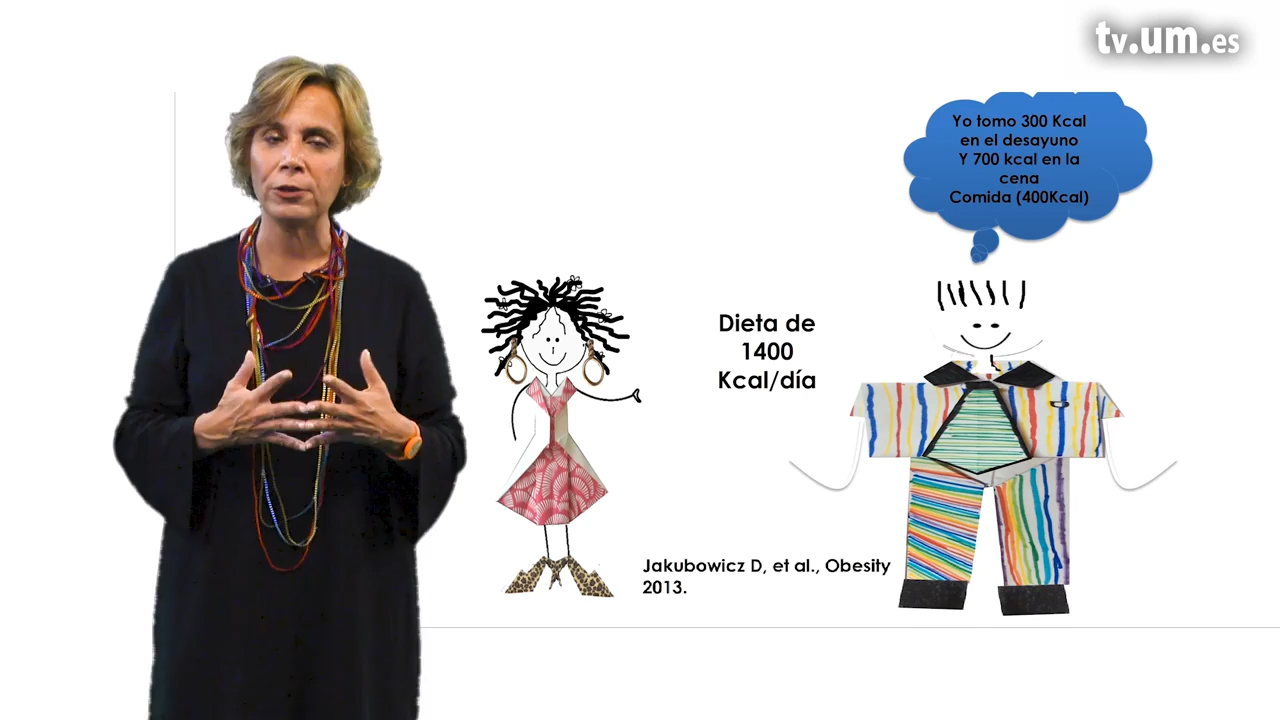 tv.um.es
Yo tomo 300 Kcal
en el desayuno
Y 700 kcal en la
cena
Comida (400Kcal)
Dieta de
1400
Kcal/día
Jakubowicz D, et al., Obesity
2013.